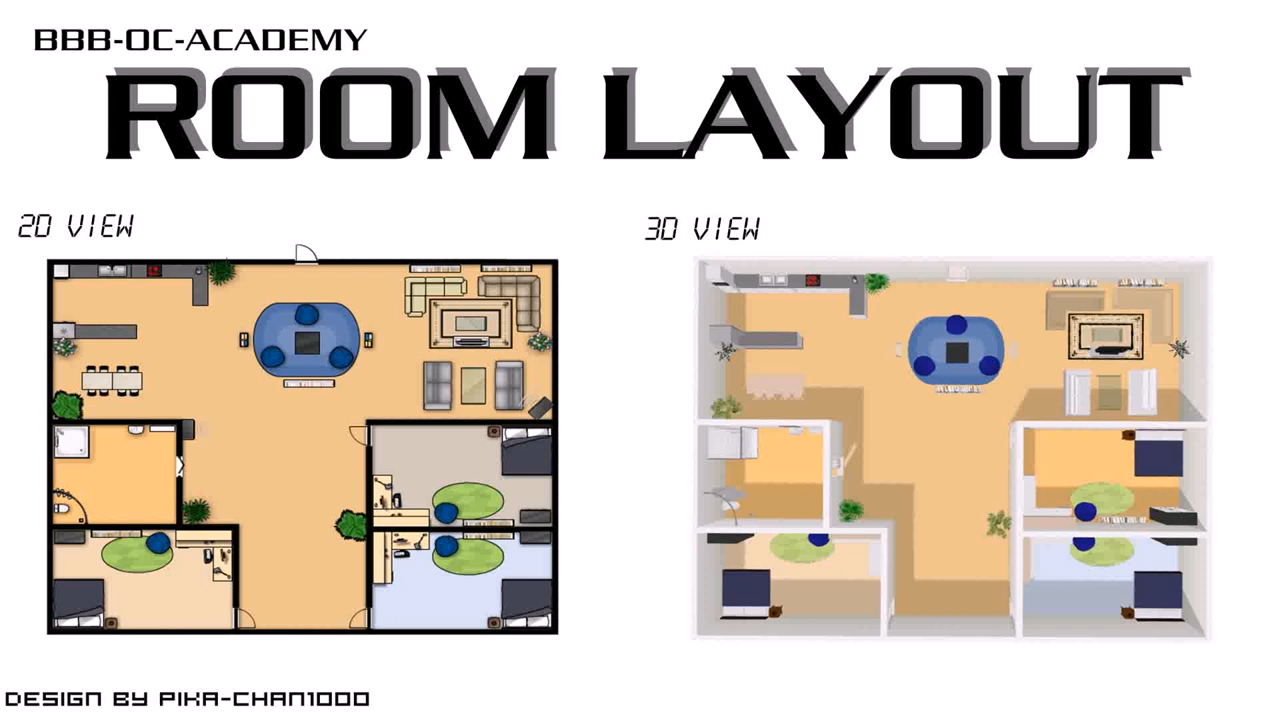 BBB-OC-ACADEMY
ROOM LAYOUT
2D VIEW
3D VIEW
DESIGN BY PIKA-CHAN1000